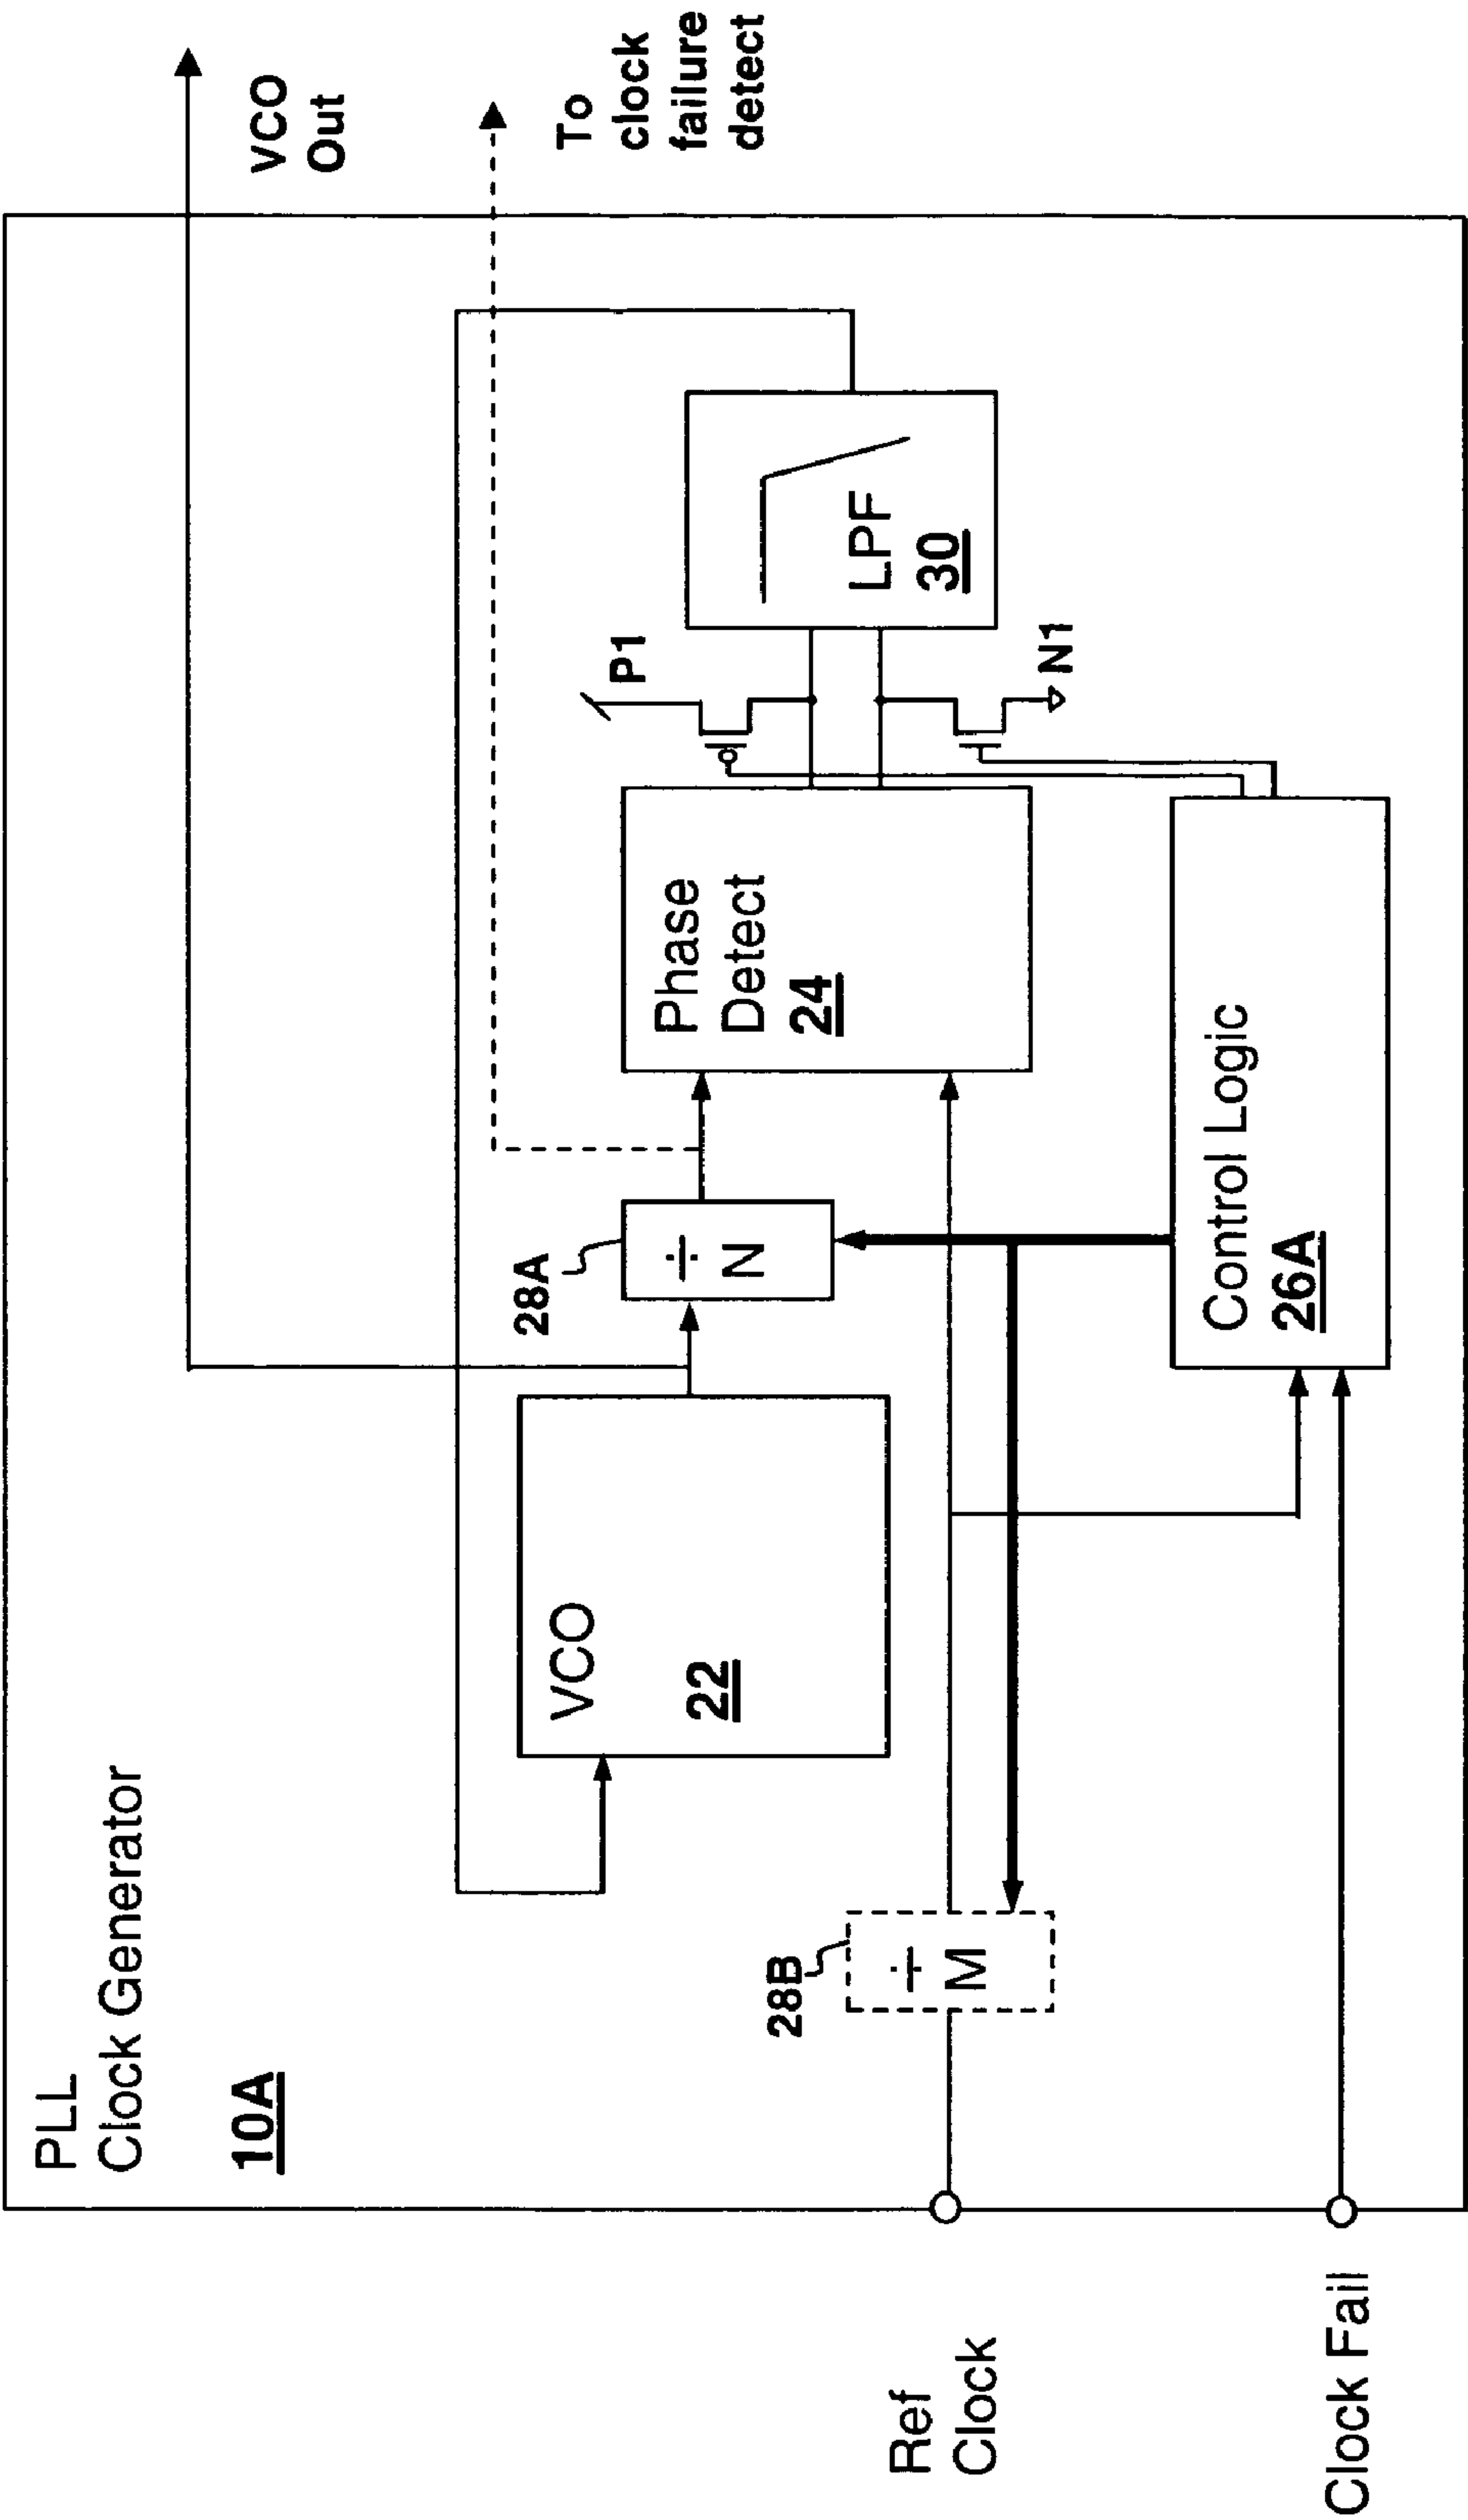 PLL
Clock Generator
10A
VCO
Out
To
clock
failure
detect
VCO
22
28A
÷
N
Phase
Detect
24
P1
LPF
30
N1
28B
÷
M
Control Logic
26A
Ref
Clock
Clock Fail